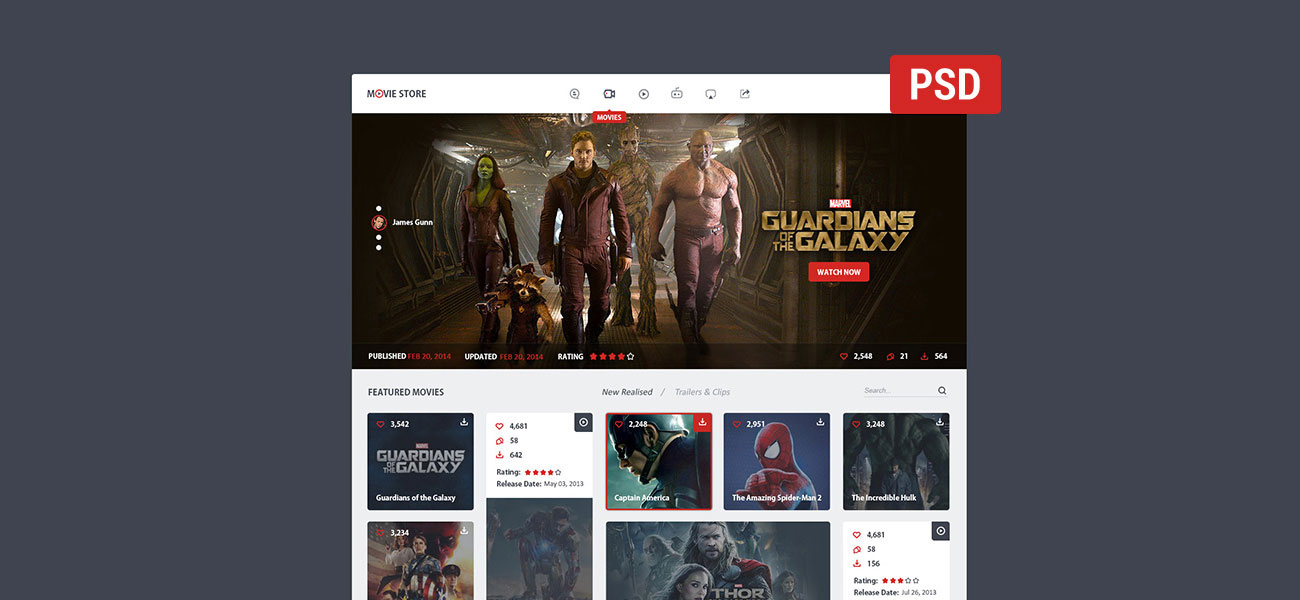 MOVIE STORE
PSD
MOVIES
James Gunn
MARVEL
GUARDIANS
OF THE GALAXY
WATCH NOW
PUBLISHED FEB 20, 2014 UPDATED FEB 20, 2014 RATING 2,548 21 564
FEATURED MOVIES New Realised / Trailers & Clips Search...
3,542
GUARDIANS
OF THE GALAXY
Guardians of the Galaxy
4,681
58
642
Rating:
Release Date: May 03, 2013
2,248
Captain America
2,951
The Amazing Spider-Man 2
3,248
The Incredible Hulk
3,234
THOR
4,681
58
156
Rating:
Release Date: Jul 26, 2013